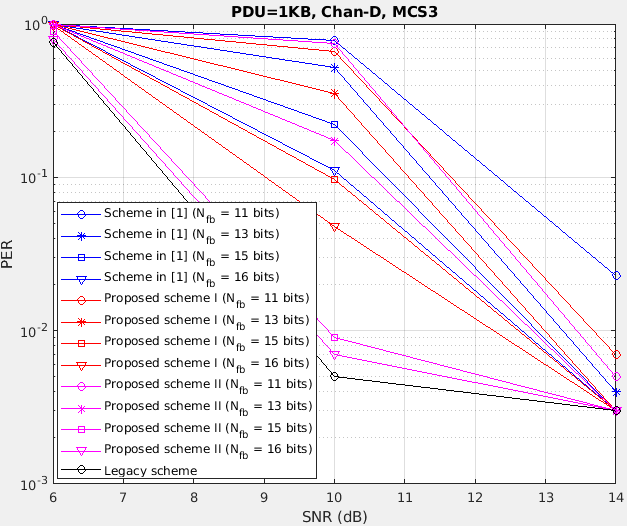 PDU=1KB, Chan-D, MCS3
10^0
10^-1
10^-2
10^-3
PER
Scheme in [1] (N_fb = 11 bits)
Scheme in [1] (N_fb = 13 bits)
Scheme in [1] (N_fb = 15 bits)
Scheme in [1] (N_fb = 16 bits)
Proposed scheme I (N_fb = 11 bits)
Proposed scheme I (N_fb = 13 bits)
Proposed scheme I (N_fb = 15 bits)
Proposed scheme I (N_fb = 16 bits)
Proposed scheme II (N_fb = 11 bits)
Proposed scheme II (N_fb = 13 bits)
Proposed scheme II (N_fb = 15 bits)
Proposed scheme II (N_fb = 16 bits)
Legacy scheme
6 7 8 9 10 11 12 13 14
SNR (dB)